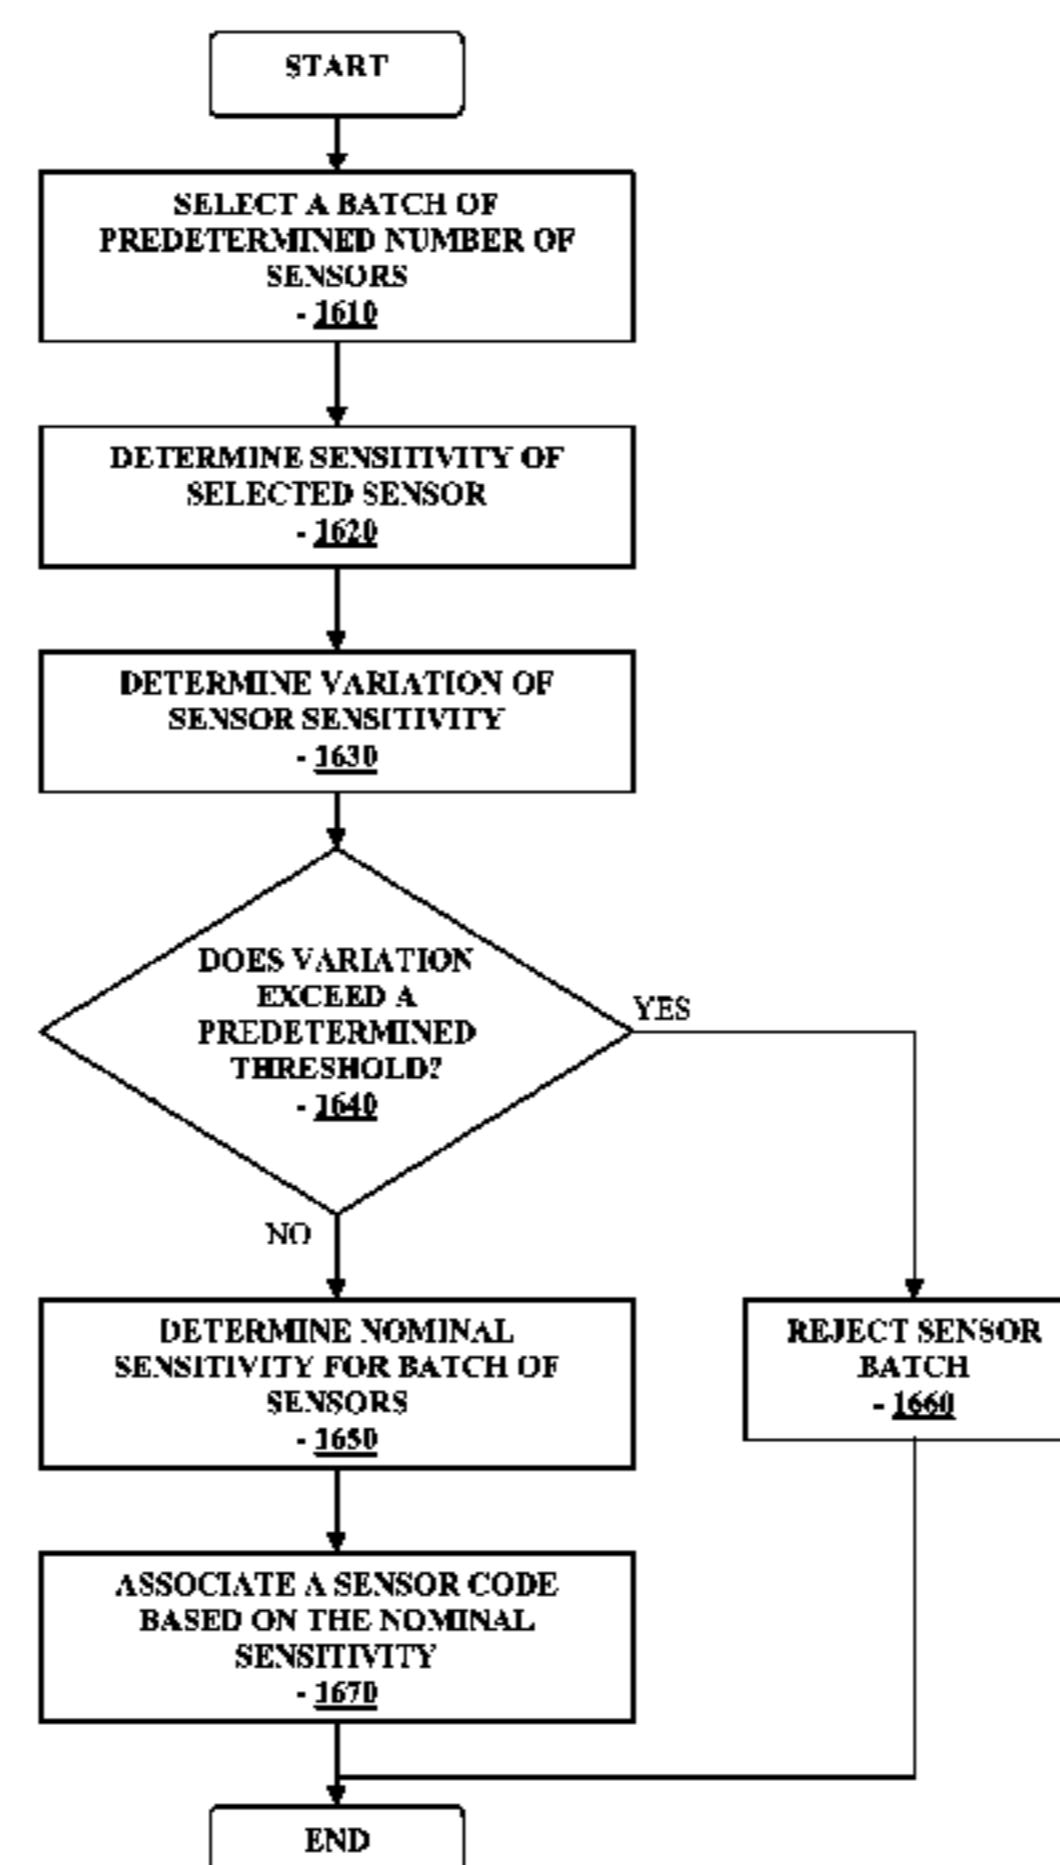 START
SELECT A BATCH OF
PREDETERMINED NUMBER OF
SENSORS
- 1610
DETERMINE SENSITIVITY OF
SELECTED SENSOR
- 1620
DETERMINE VARIATION OF
SENSOR SENSITIVITY
- 1630
DOES VARIATION
EXCEED A
PREDETERMINED
THRESHOLD?
- 1640
YES
NO
DETERMINE NOMINAL
SENSITIVITY FOR BATCH OF
SENSORS
- 1650
REJECT SENSOR
BATCH
- 1660
ASSOCIATE A SENSOR CODE
BASED ON THE NOMINAL
SENSITIVITY
- 1670
END